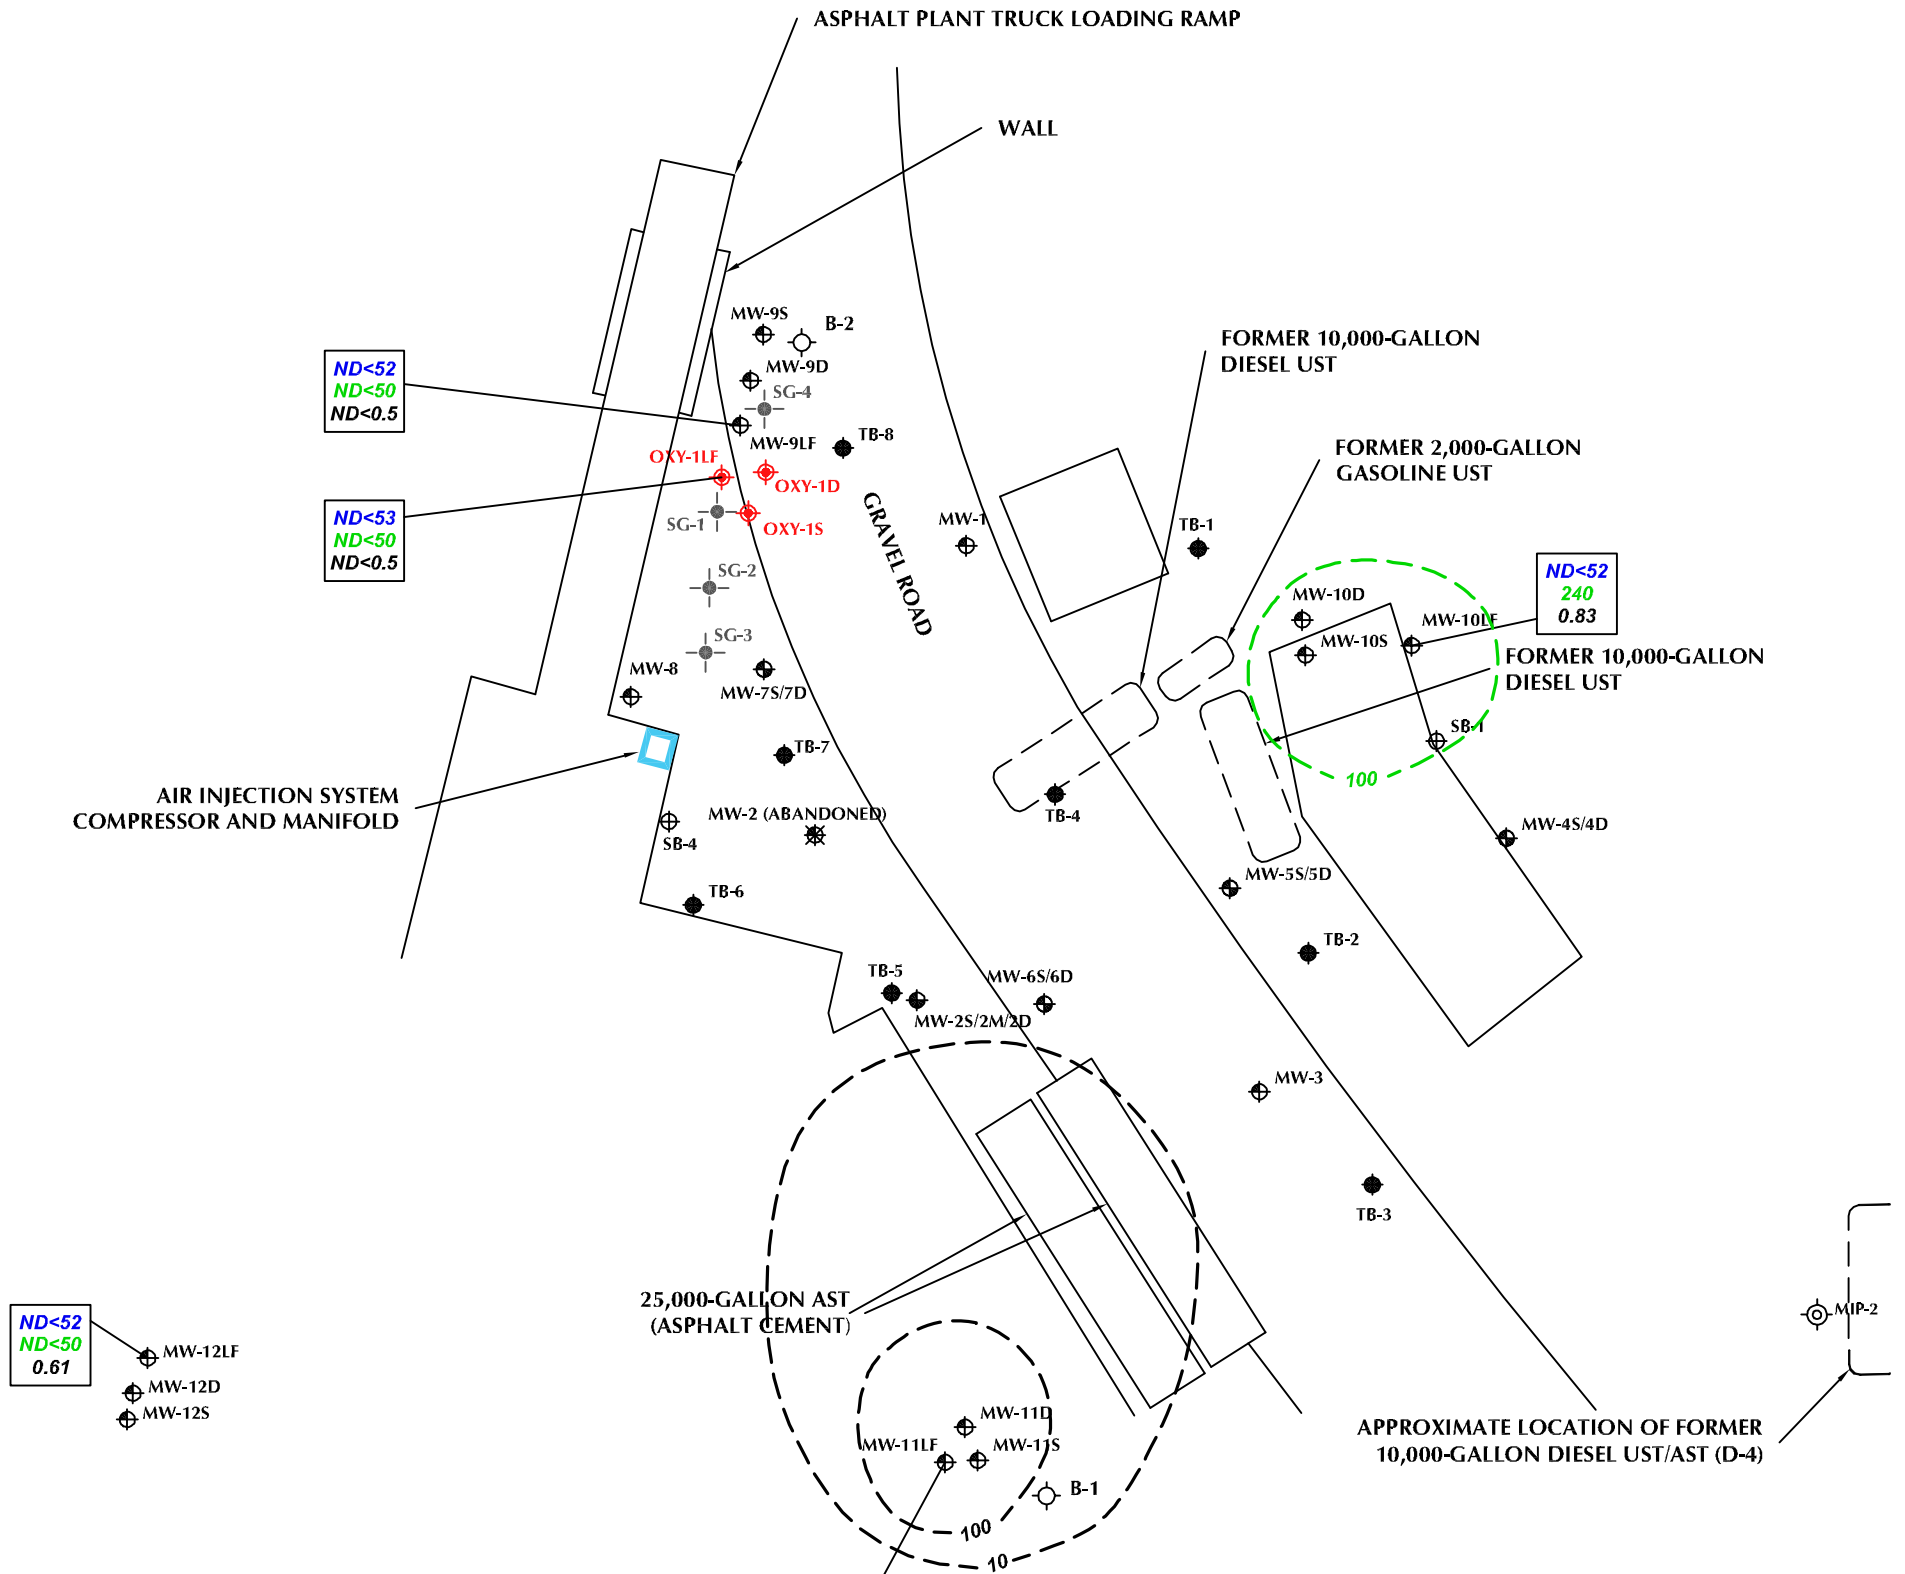 ASPHALT PLANT TRUCK LOADING RAMP
WALL
MW-9S
B-2
MW-9D
SG-4
MW-9LF
TB-8
ND<52
ND<50
ND<0.5
OXY-1LF
OXY-1D
SG-1
OXY-1S
ND<53
ND<50
ND<0.5
SG-2
SG-3
GRAVEL ROAD
MW-1
TB-1
FORMER 10,000-GALLON
DIESEL UST
FORMER 2,000-GALLON
GASOLINE UST
ND<52
240
0.83
MW-10D
MW-10S
MW-10LF
FORMER 10,000-GALLON
DIESEL UST
SB-1
100
MW-8
MW-7S/7D
TB-7
AIR INJECTION SYSTEM
COMPRESSOR AND MANIFOLD
MW-2 (ABANDONED)
SB-4
TB-4
MW-4S/4D
MW-5S/5D
TB-6
TB-2
TB-5
MW-6S/6D
MW-2S/2M/2D
MW-3
TB-3
25,000-GALLON AST
(ASPHALT CEMENT)
MIP-2
ND<52
ND<50
0.61
MW-12LF
MW-12D
MW-12S
MW-11D
MW-11LF
MW-11S
B-1
100
10
APPROXIMATE LOCATION OF FORMER
10,000-GALLON DIESEL UST/AST (D-4)